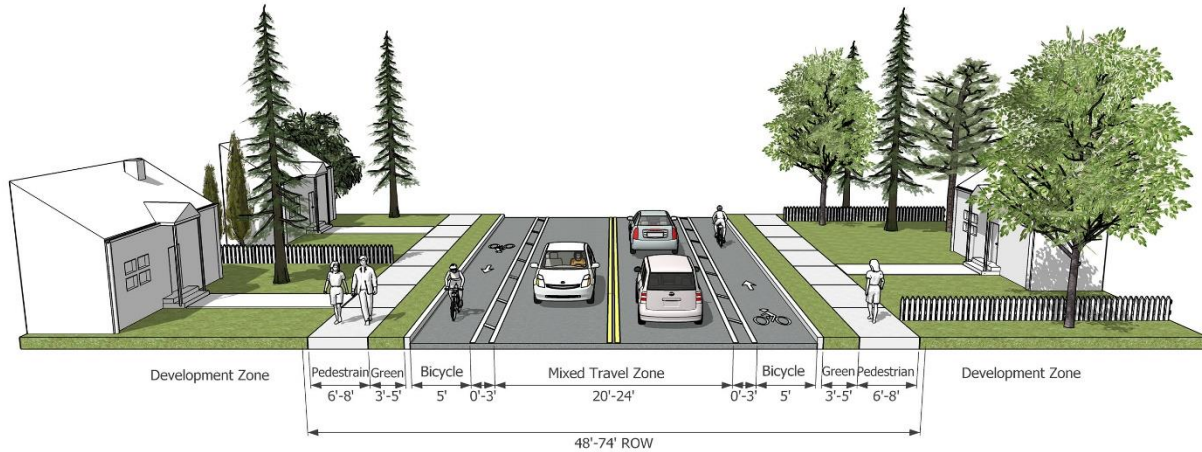 Development Zone
Pedestrain
Green
Bicycle
Mixed Travel Zone
Bicycle
Green
Pedestrian
Development Zone
6'-8'
3'-5'
5'
0'-3'
20'-24'
0'-3'
5'
3'-5'
6'-8'
48'-74' ROW